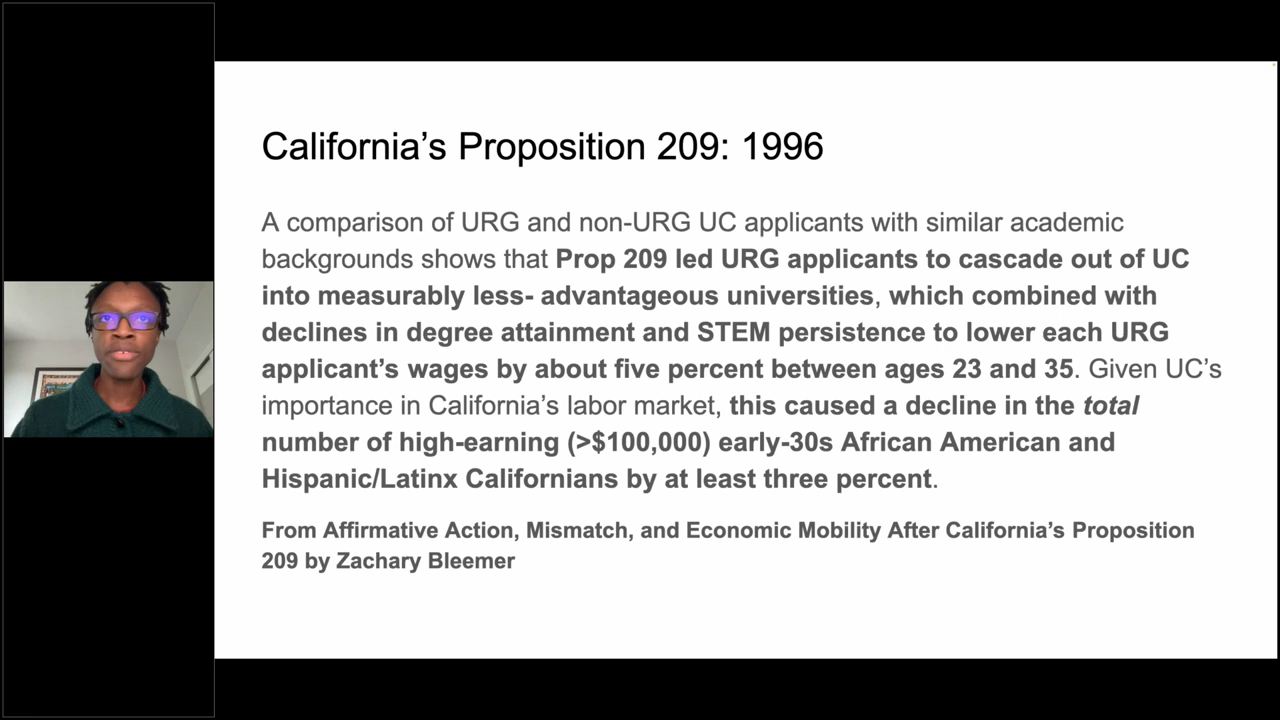 California’s Proposition 209: 1996
A comparison of URG and non-URG UC applicants with similar academic
backgrounds shows that Prop 209 led URG applicants to cascade out of UC
into measurably less- advantageous universities, which combined with
declines in degree attainment and STEM persistence to lower each URG
applicant’s wages by about five percent between ages 23 and 35. Given UC’s
importance in California’s labor market, this caused a decline in the total
number of high-earning (>$100,000) early-30s African American and
Hispanic/Latinx Californians by at least three percent.
From Affirmative Action, Mismatch, and Economic Mobility After California’s Proposition
209 by Zachary Bleemer